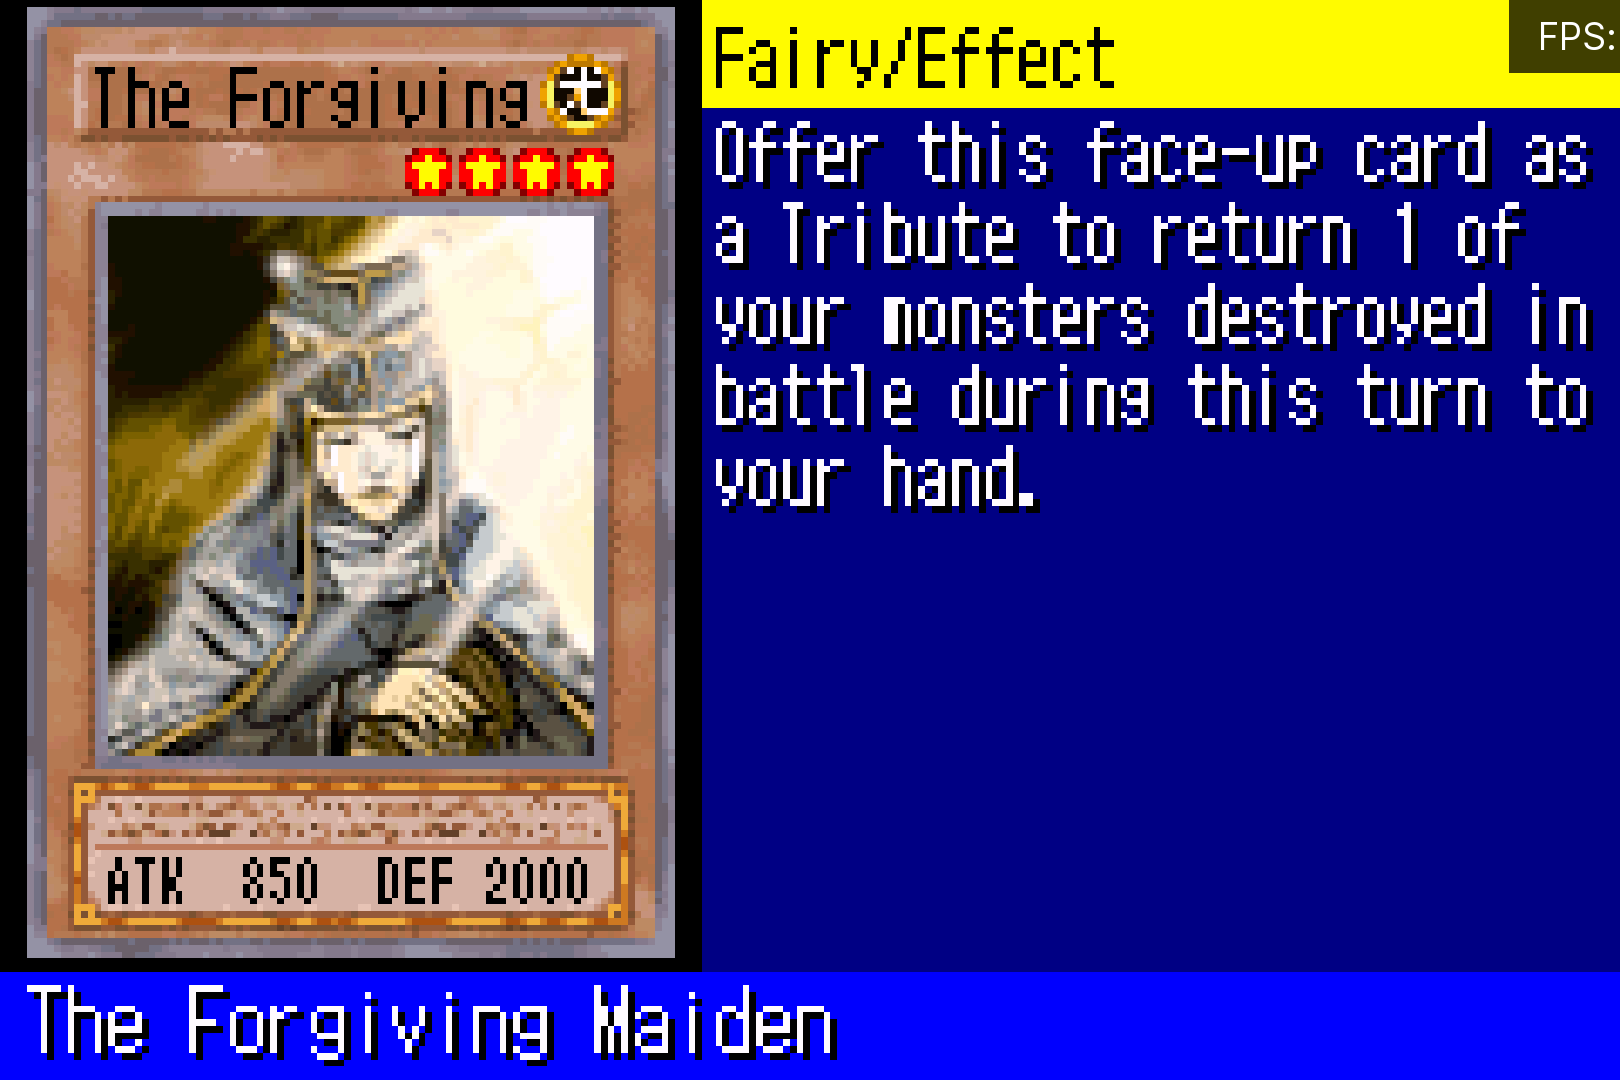 The Forgiving
Fairy/Effect
FPS:
Offer this face-up card as
a Tribute to return 1 of
your monsters destroyed in
battle during this turn to
your hand.
ATK 850 DEF 2000
The Forgiving Maiden